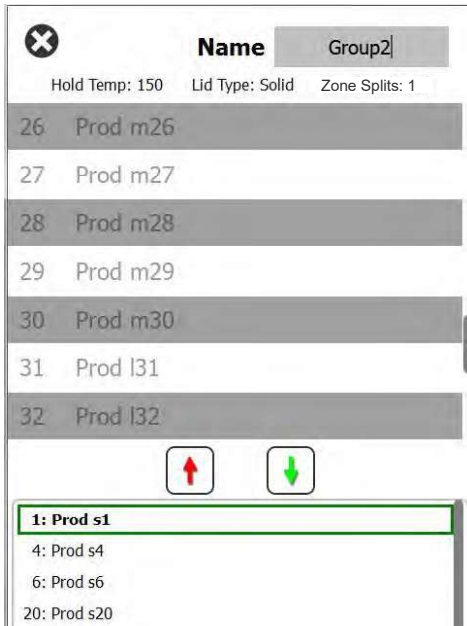 Name Group2
Hold Temp: 150 Lid Type: Solid Zone Splits: 1
26 Prod m26
27 Prod m27
28 Prod m28
29 Prod m29
30 Prod m30
31 Prod l31
32 Prod l32
1: Prod s1
4: Prod s4
6: Prod s6
20: Prod s20